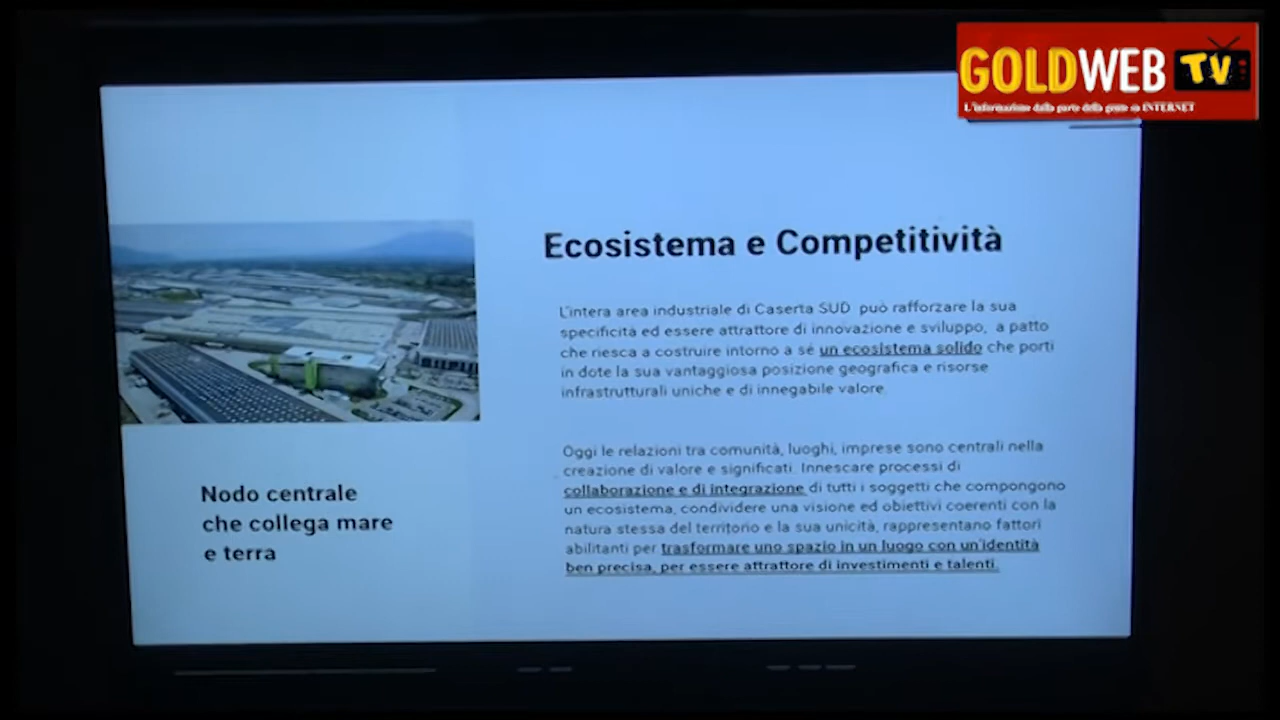 GOLDWEB TV
L'informazione dalla parte della gente su INTERNET
Ecosistema e Competitività
L'intera area industriale di Caserta SUD può rafforzare la sua
specificità ed essere attrattore di innovazione e sviluppo, a patto
che riesca a costruire intorno a sé un ecosistema solido che porti
in dote la sua vantaggiosa posizione geografica e risorse
infrastrutturali uniche e di innegabile valore.
Oggi le relazioni tra comunità, luoghi, imprese sono centrali nella
creazione di valore e significati. Innescare processi di
collaborazione e di integrazione di tutti i soggetti che compongono
un ecosistema, condividere una visione ed obiettivi coerenti con la
natura stessa del territorio e la sua unicità, rappresentano fattori
abilitanti per trasformare uno spazio in un luogo con un'identità
ben precisa, per essere attrattore di investimenti e talenti.
Nodo centrale
che collega mare
e terra